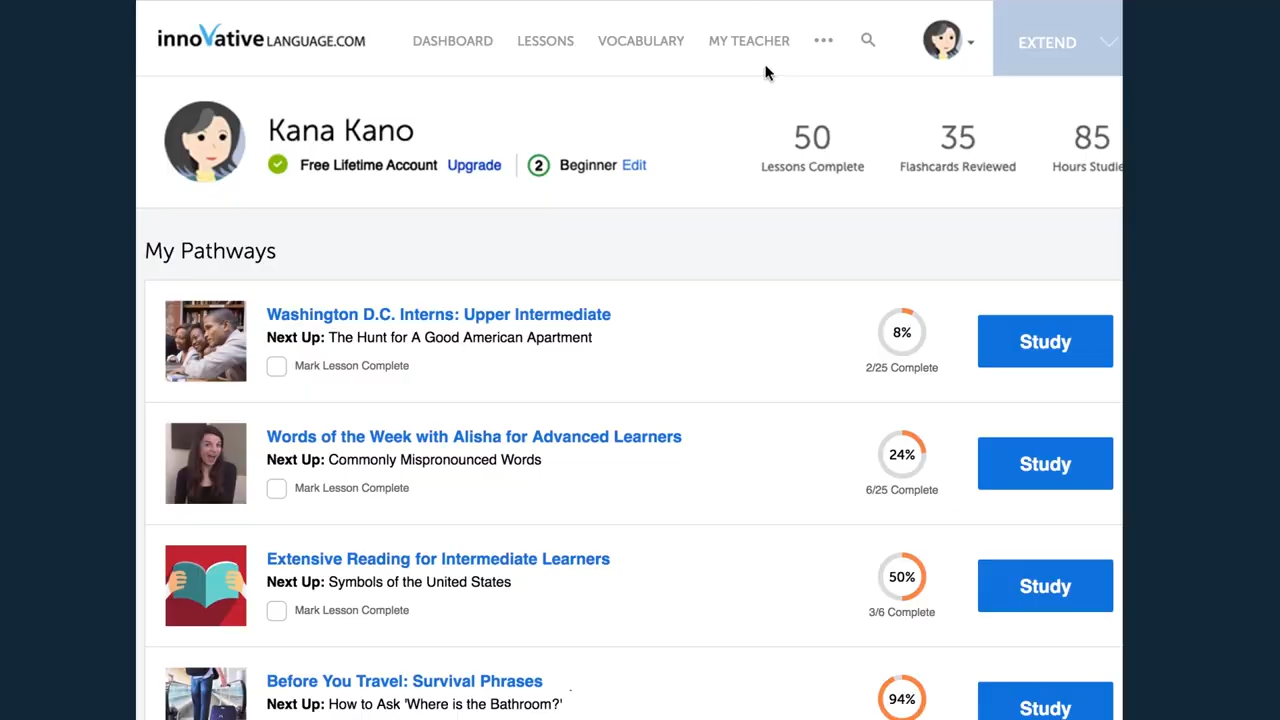 innoVative LANGUAGE.COM
DASHBOARD LESSONS VOCABULARY MY TEACHER ••• EXTEND
Kana Kano
Free Lifetime Account Upgrade 2 Beginner Edit
50 35 85
Lessons Complete Flashcards Reviewed Hours Studie
My Pathways
Washington D.C. Interns: Upper Intermediate
Next Up: The Hunt for A Good American Apartment
Mark Lesson Complete
8%
2/25 Complete
Study
Words of the Week with Alisha for Advanced Learners
Next Up: Commonly Mispronounced Words
Mark Lesson Complete
24%
6/25 Complete
Study
Extensive Reading for Intermediate Learners
Next Up: Symbols of the United States
Mark Lesson Complete
50%
3/6 Complete
Study
Before You Travel: Survival Phrases
Next Up: How to Ask 'Where is the Bathroom?'
94%
Study